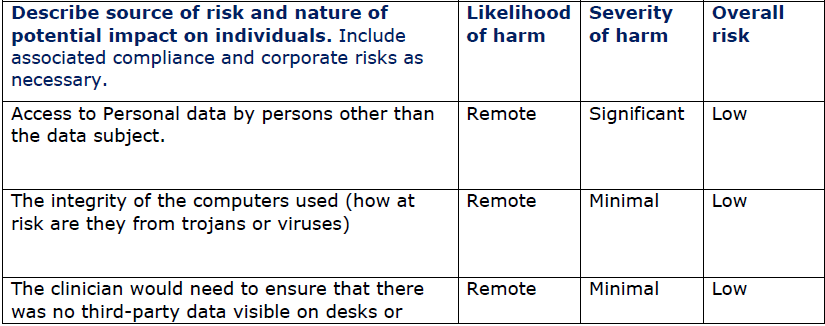 Describe source of risk and nature of
potential impact on individuals. Include
associated compliance and corporate risks as
necessary.
Likelihood
of harm
Severity
of harm
Overall
risk
Access to Personal data by persons other than
the data subject.
Remote
Significant
Low
The integrity of the computers used (how at
risk are they from trojans or viruses)
Remote
Minimal
Low
The clinician would need to ensure that there
was no third-party data visible on desks or
Remote
Minimal
Low